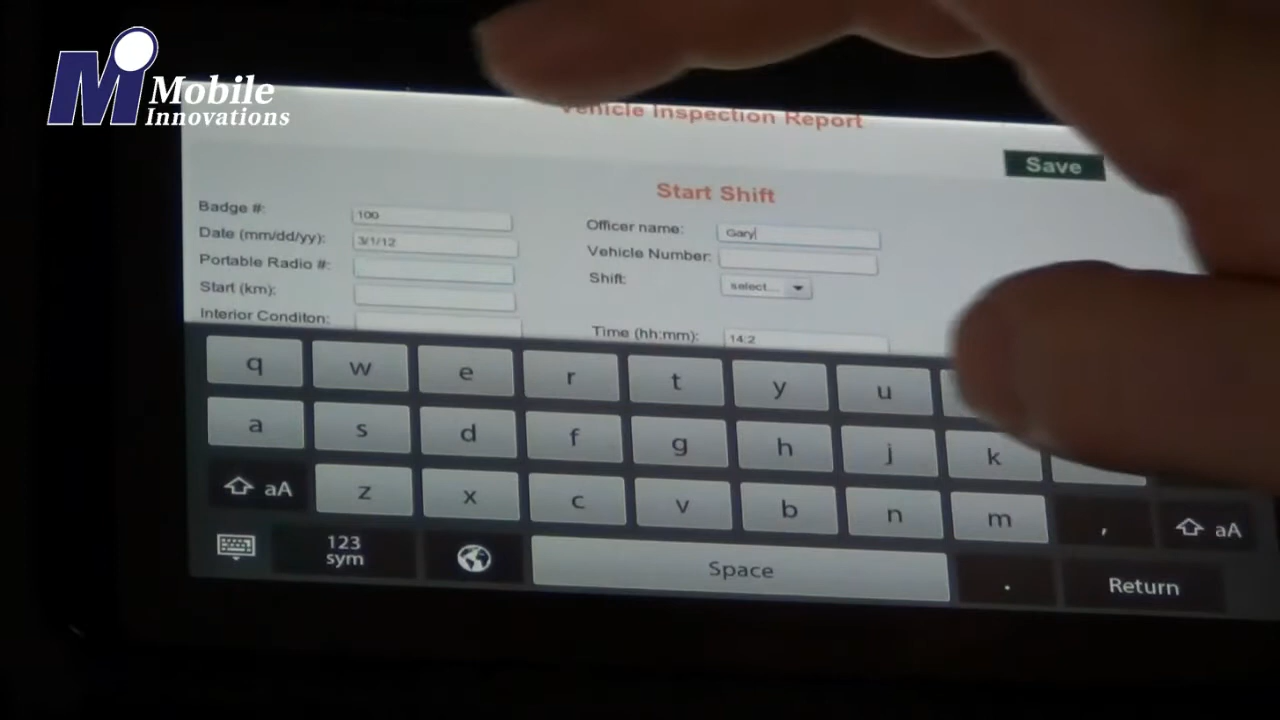 Mobile
Innovations
Vehicle Inspection Report
Save
Start Shift
Badge #: 100
Officer name: Gary
Date (mm/dd/yy): 3/1/12
Vehicle Number:
Portable Radio #:
Shift: select...
Start (km):
Interior Conditon:
Time (hh:mm): 14:2
q w e r t y u
a s d f g h j k
aA z x c v b n m , aA
123
sym
Space . Return